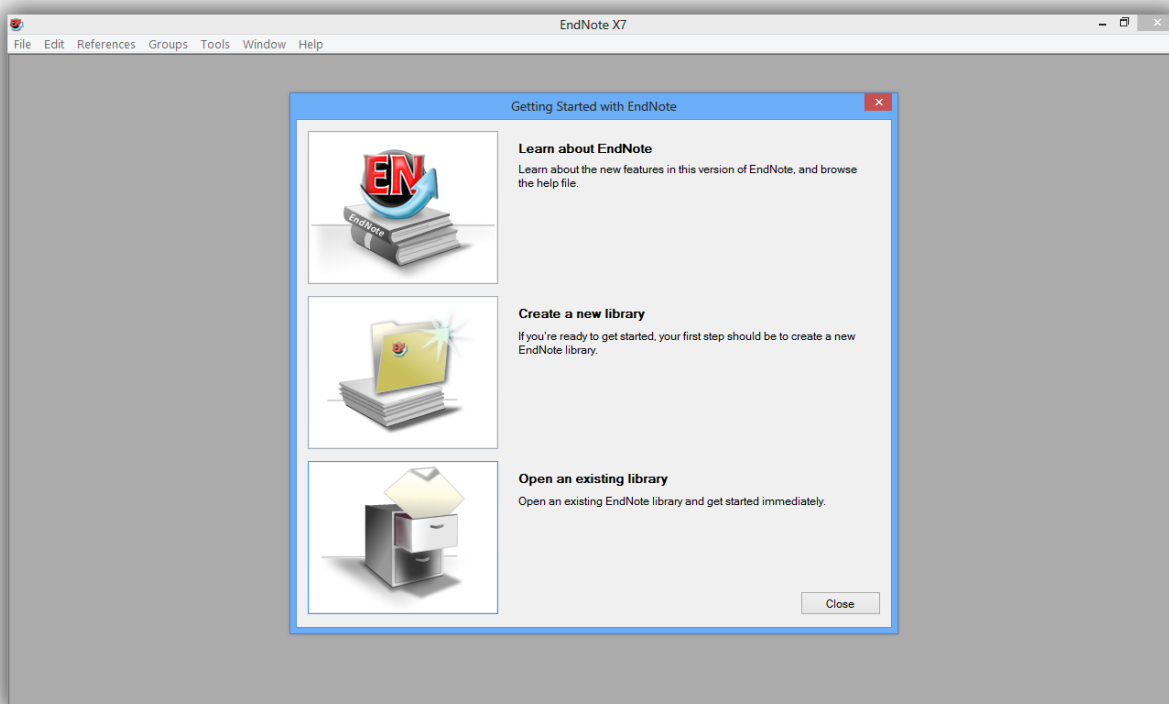 EndNote X7
File Edit References Groups Tools Window Help
Getting Started with EndNote
EN
EndNote
Learn about EndNote
Learn about the new features in this version of EndNote, and browse
the help file.
EN
Create a new library
If you're ready to get started, your first step should be to create a new
EndNote library.
Open an existing library
Open an existing EndNote library and get started immediately.
Close